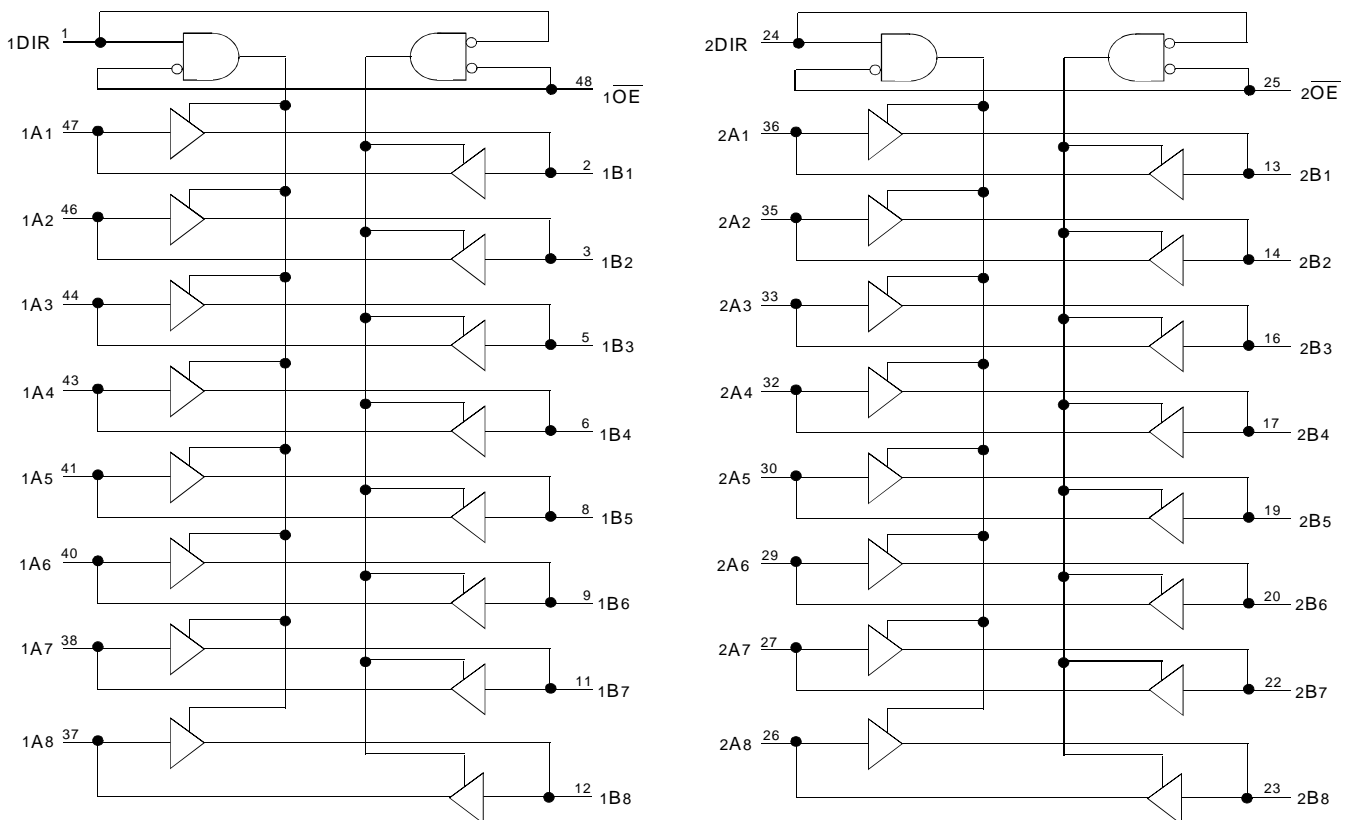 1DIR 1
48 1OE
1A1 47
2 1B1
1A2 46
3 1B2
1A3 44
5 1B3
1A4 43
6 1B4
1A5 41
8 1B5
1A6 40
9 1B6
1A7 38
11 1B7
1A8 37
12 1B8
2DIR 24
25 2OE
2A1 36
13 2B1
2A2 35
14 2B2
2A3 33
16 2B3
2A4 32
17 2B4
2A5 30
19 2B5
2A6 29
20 2B6
2A7 27
22 2B7
2A8 26
23 2B8